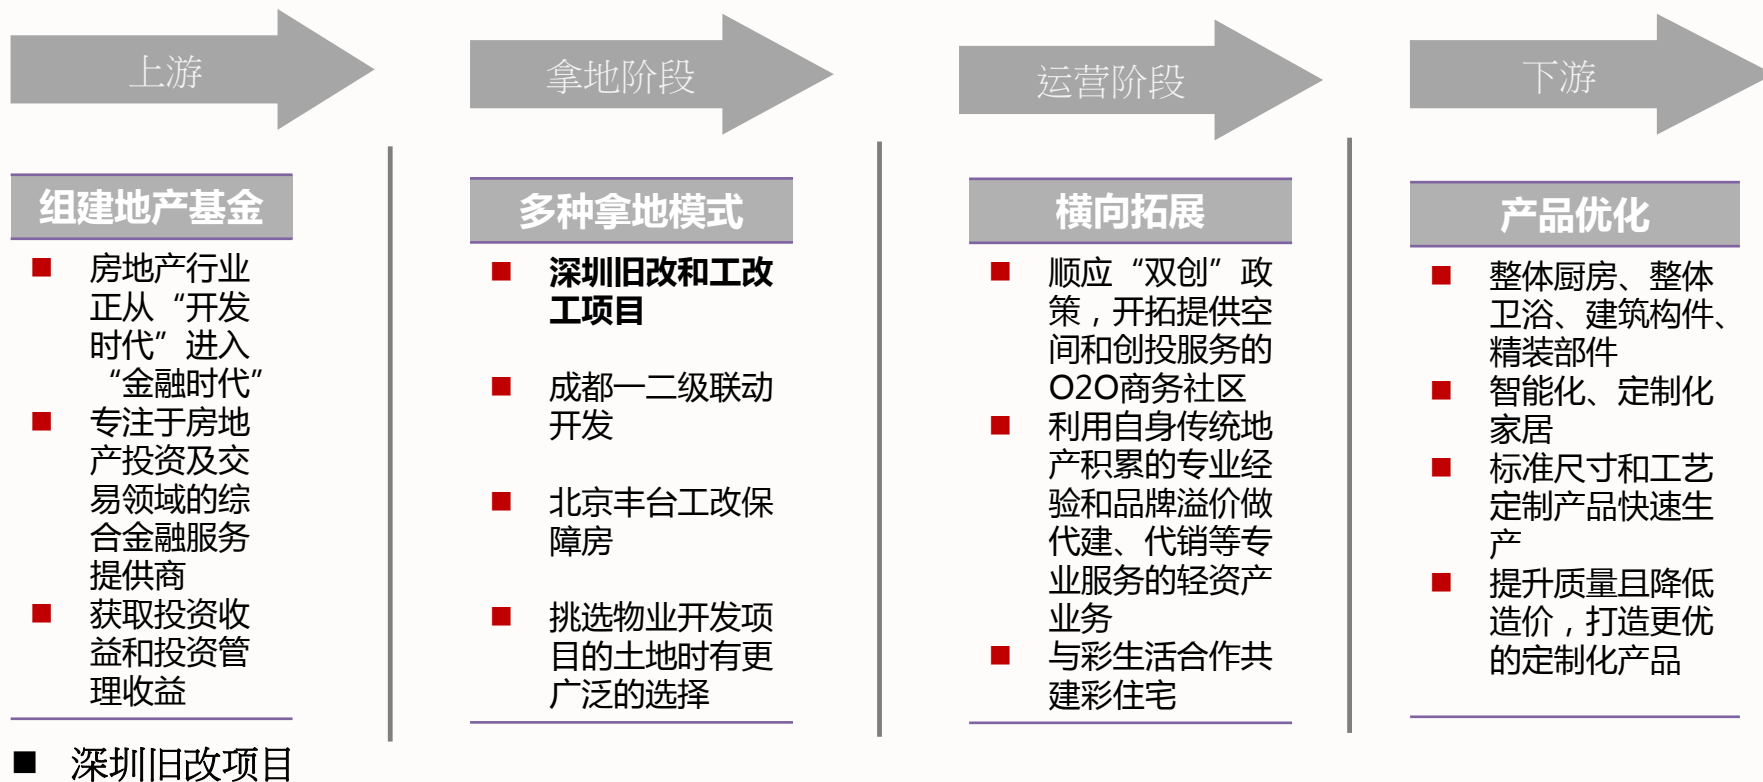 上游
拿地阶段
运营阶段
下游
组建地产基金
房地产行业
正从“开发
时代”进入
“金融时代”
专注于房地
产投资及交
易领域的综
合金融服务
提供商
获取投资收
益和投资管
理收益
多种拿地模式
深圳旧改和工改
工项目
成都一二级联动
开发
北京丰台工改保
障房
挑选物业开发项
目的土地时有更
广泛的选择
横向拓展
顺应“双创”政
策，开拓提供空
间和创投服务的
O2O商务社区
利用自身传统地
产积累的专业经
验和品牌溢价做
代建、代销等专
业服务的轻资产
业务
与彩生活合作共
建彩住宅
产品优化
整体厨房、整体
卫浴、建筑构件、
精装部件
智能化、定制化
家居
标准尺寸和工艺
定制产品快速生
产
提升质量且降低
造价，打造更优
的定制化产品
深圳旧改项目